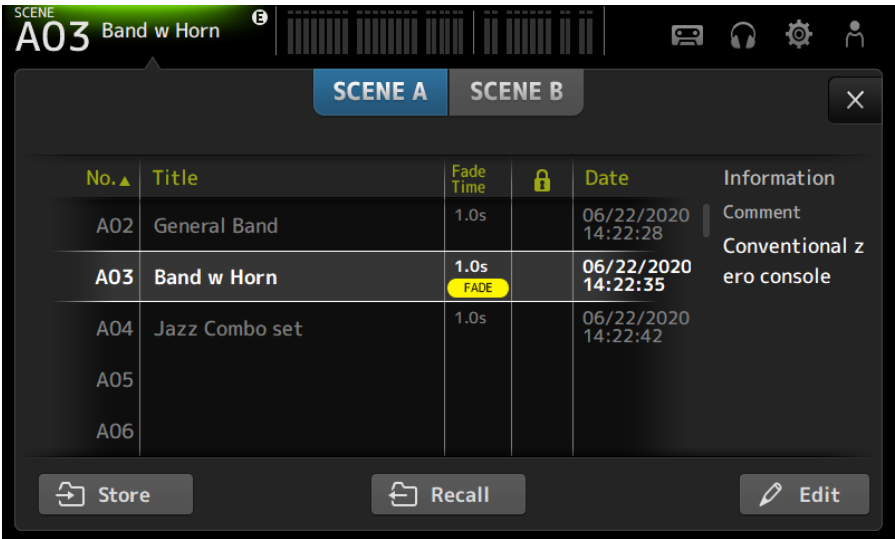 SCENE
A03 Band w Horn E
SCENE A SCENE B
No. Title Fade Time Date Information
A02 General Band 1.0s 06/22/2020 14:22:28 Comment
Conventional z
A03 Band w Horn 1.0s FADE 06/22/2020 14:22:35 ero console
A04 Jazz Combo set 1.0s 06/22/2020 14:22:42
A05
A06
Store Recall Edit